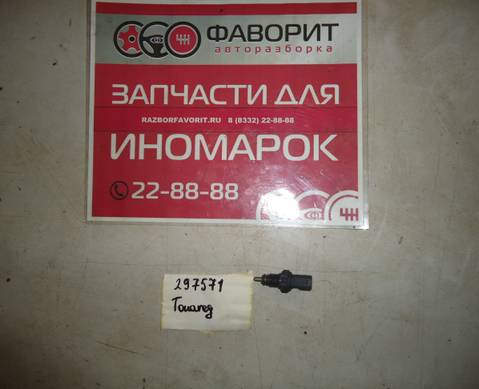 ФАВОРИТ
авторазборка
ЗАПЧАСТИ ДЛЯ
RAZBORFAVORIT.RU 8 (8332) 22-88-88
ИНОМАРОК
22-88-88
297571
Touareg